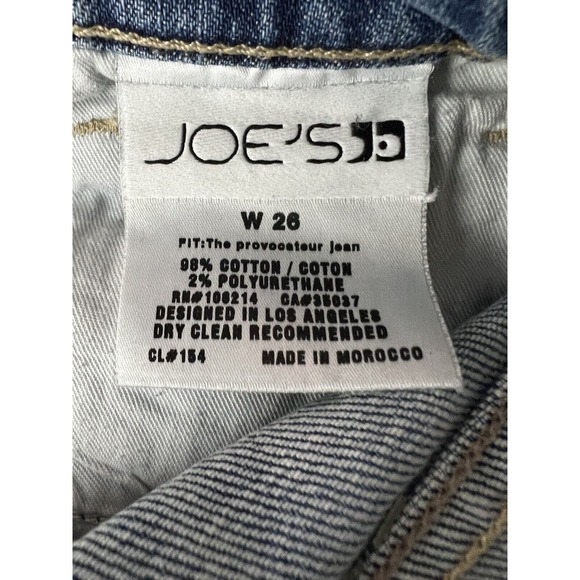 JOE'S
W 26
FIT:The provocateur jean
98% COTTON / COTON
2% POLYURETHANE
RN#108214 CA#35037
DESIGNED IN LOS ANGELES
DRY CLEAN RECOMMENDED
CL#154 MADE IN MOROCCO